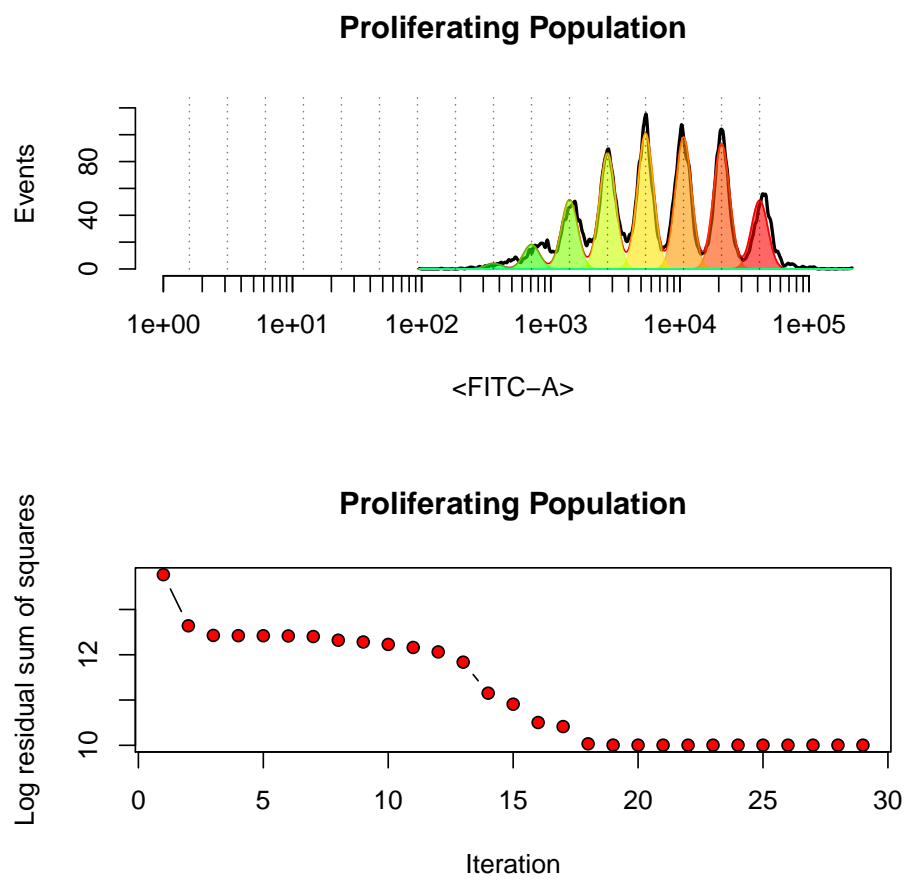 Proliferating Population
Events
80
40
0
1e+00 1e+01 1e+02 1e+03 1e+04 1e+05
<FITC−A>
Proliferating Population
Log residual sum of squares
12
10
0 5 10 15 20 25 30
Iteration